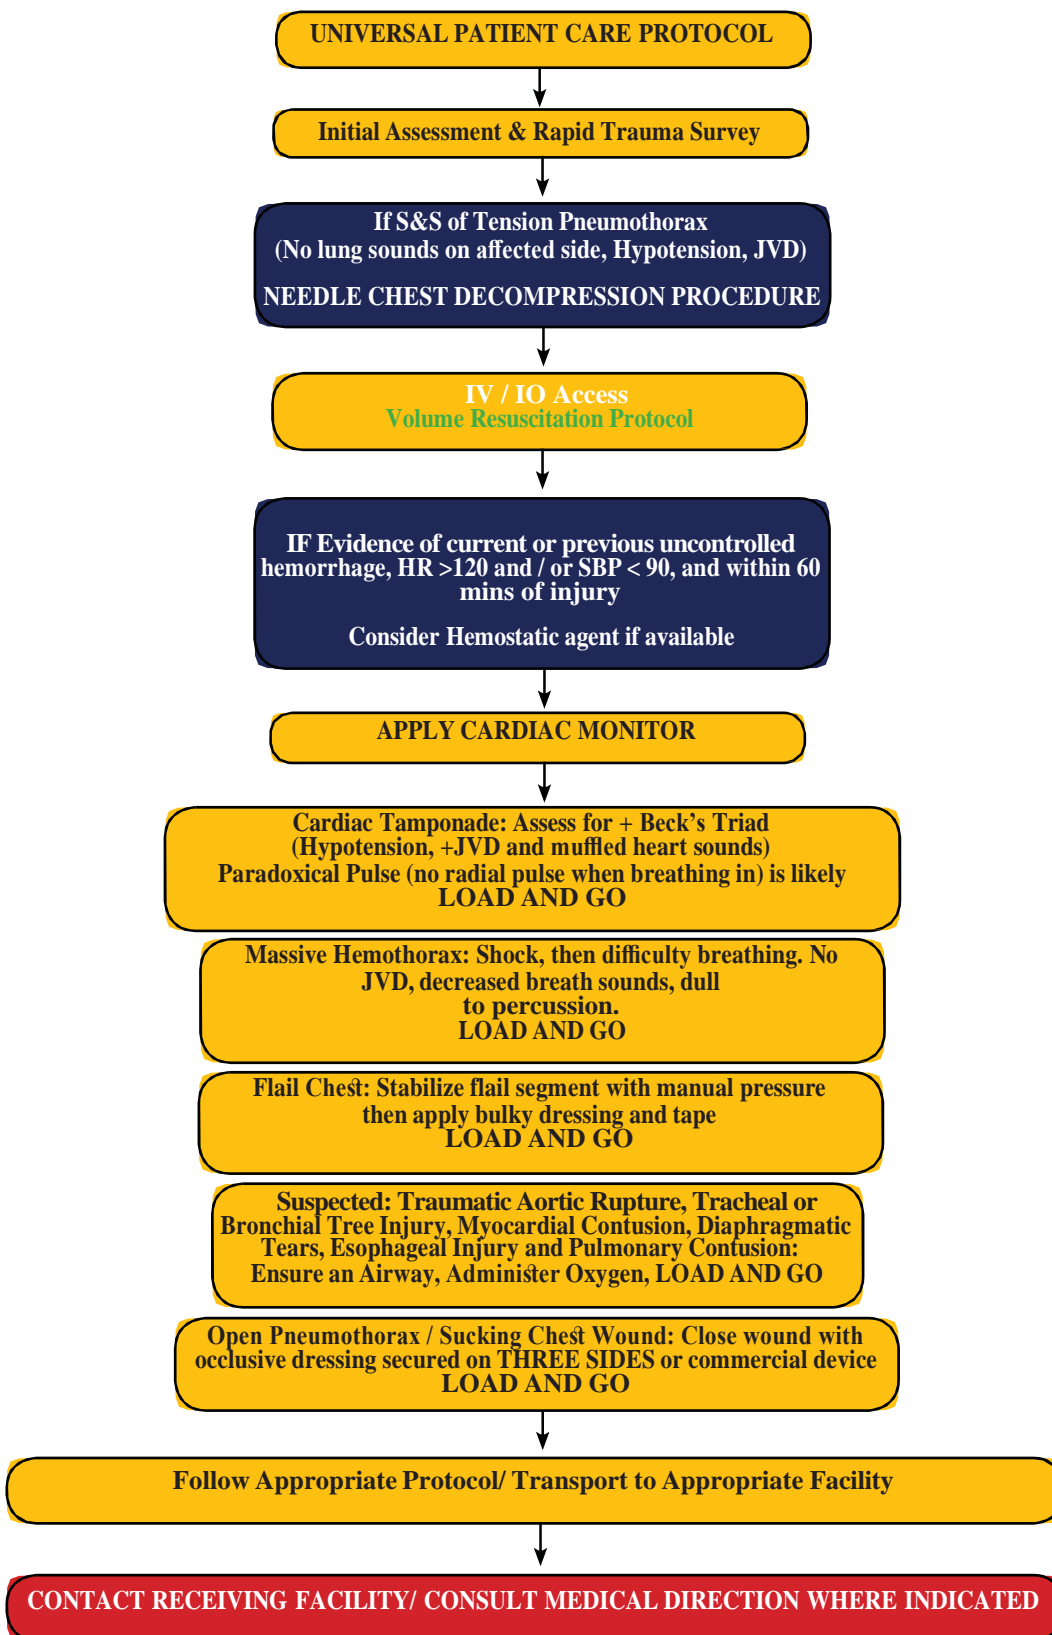 UNIVERSAL PATIENT CARE PROTOCOL
Initial Assessment & Rapid Trauma Survey
If S&S of Tension Pneumothorax
(No lung sounds on affected side, Hypotension, JVD)
NEEDLE CHEST DECOMPRESSION PROCEDURE
IV / IO Access
Volume Resuscitation Protocol
IF Evidence of current or previous uncontrolled
hemorrhage, HR >120 and / or SBP < 90, and within 60
mins of injury
Consider Hemostatic agent if available
APPLY CARDIAC MONITOR
Cardiac Tamponade: Assess for + Beck's Triad
(Hypotension, +JVD and muffled heart sounds)
Paradoxical Pulse (no radial pulse when breathing in) is likely
LOAD AND GO
Massive Hemothorax: Shock, then difficulty breathing. No
JVD, decreased breath sounds, dull
to percussion.
LOAD AND GO
Flail Chest: Stabilize flail segment with manual pressure
then apply bulky dressing and tape
LOAD AND GO
Suspected: Traumatic Aortic Rupture, Tracheal or
Bronchial Tree Injury, Myocardial Contusion, Diaphragmatic
Tears, Esophageal Injury and Pulmonary Contusion:
Ensure an Airway, Administer Oxygen, LOAD AND GO
Open Pneumothorax / Sucking Chest Wound: Close wound with
occlusive dressing secured on THREE SIDES or commercial device
LOAD AND GO
Follow Appropriate Protocol/ Transport to Appropriate Facility
CONTACT RECEIVING FACILITY/ CONSULT MEDICAL DIRECTION WHERE INDICATED